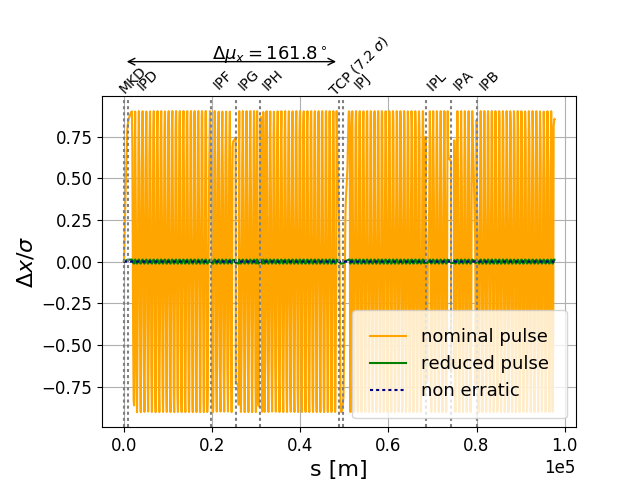 Δμx = 161.8°
MKD
IPD
IPF
IPG
IPH
TCP (7.2 σ)
IPJ
IPL
IPA
IPB
Δx/σ
0.75
0.50
0.25
0.00
−0.25
−0.50
−0.75
nominal pulse
reduced pulse
non erratic
0.0
0.2
0.4
0.6
0.8
1.0
1e5
s [m]